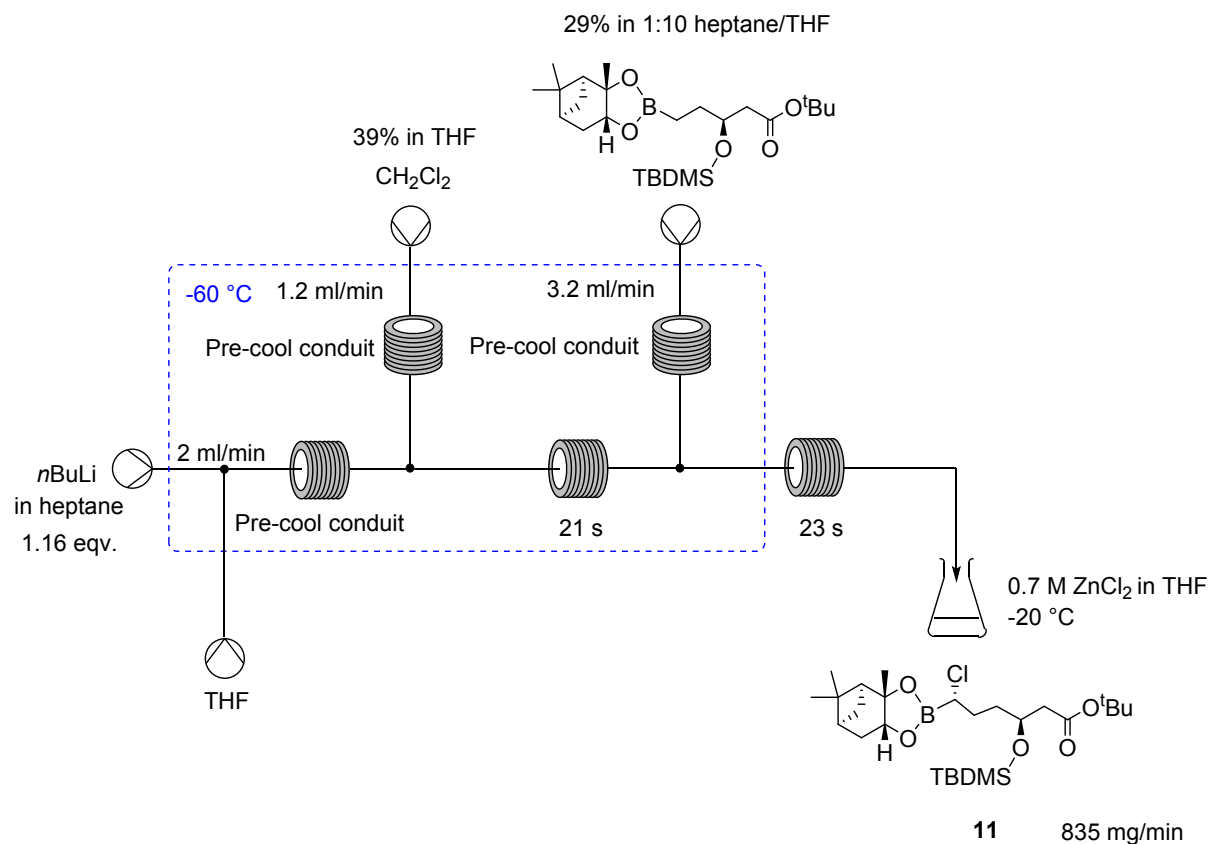 29% in 1:10 heptane/THF
O
B
O
H
O
TBDMS
O
OᵗBu
39% in THF
CH₂Cl₂
-60 °C
1.2 ml/min
3.2 ml/min
Pre-cool conduit
Pre-cool conduit
2 ml/min
nBuLi
in heptane
1.16 eqv.
Pre-cool conduit
21 s
23 s
THF
0.7 M ZnCl₂ in THF
-20 °C
Cl
O
B
O
H
O
TBDMS
O
OᵗBu
11
835 mg/min